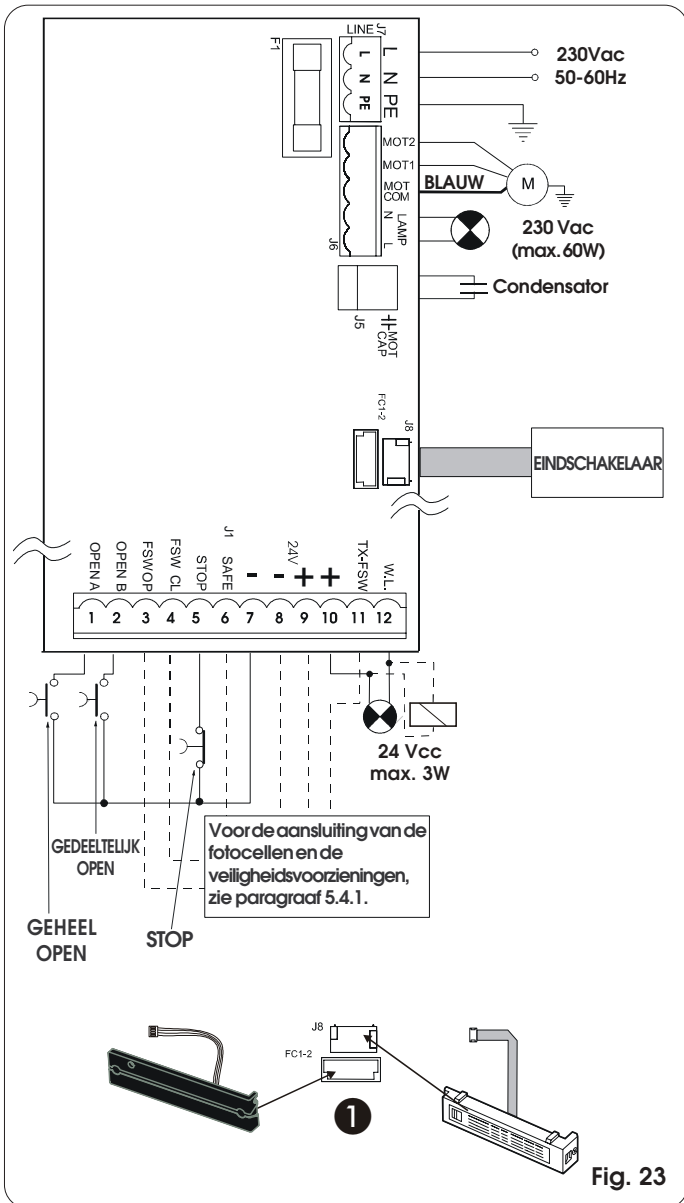 LINE J7
F1
L
N
PE
L
N
PE
230Vac
50-60Hz
MOT2
MOT1
MOT
COM
BLAUW
M
N
L
LAMP
J6
230 Vac
(max.60W)
Condensator
J5
MOT
CAP
FC1-2
J8
EINDSCHAKELAAR
OPEN A
OPEN B
FSW OP
FSW CL
STOP
J1
SAFE
-
-
24V
+
+
TX-FSW
W.L.
1 2 3 4 5 6 7 8 9 10 11 12
24 Vcc
max. 3W
GEDEELTELIJK
OPEN
GEHEEL
OPEN
STOP
Voor de aansluiting van de
fotocellen en de
veiligheidsvoorzieningen,
zie paragraaf 5.4.1.
J8
FC1-2
1
Fig. 23